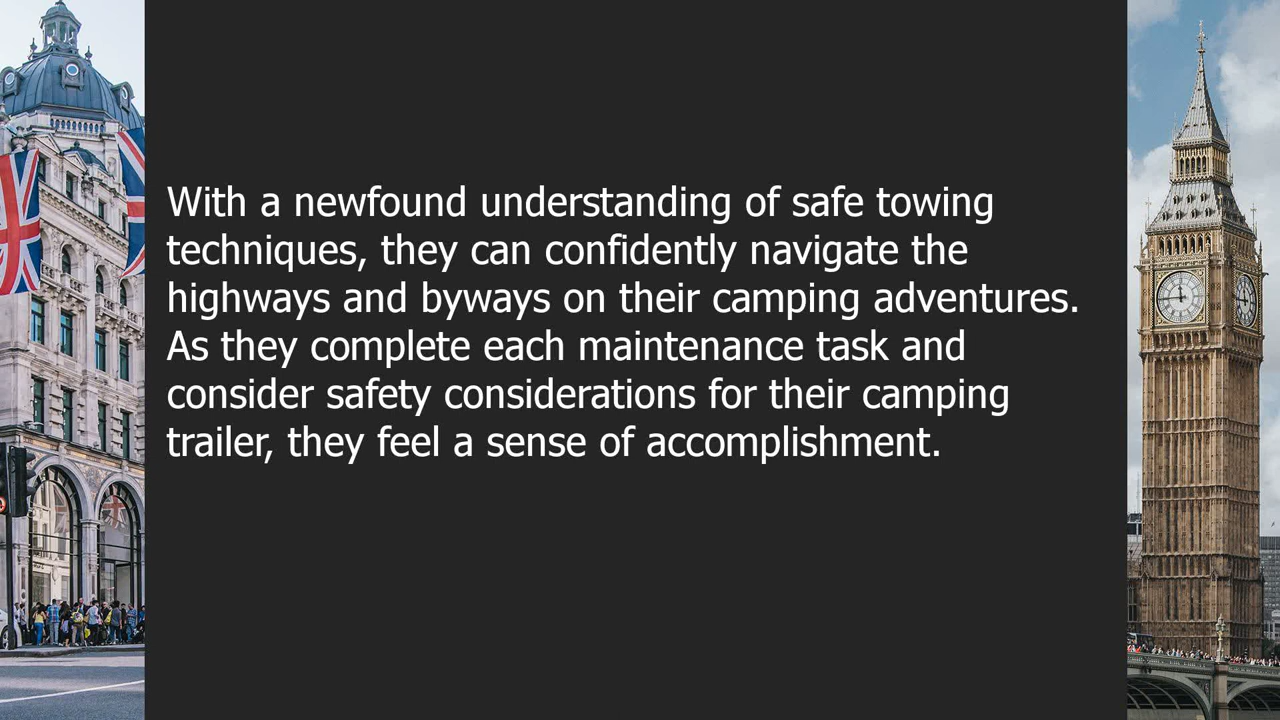 With a newfound understanding of safe towing
techniques, they can confidently navigate the
highways and byways on their camping adventures.
As they complete each maintenance task and
consider safety considerations for their camping
trailer, they feel a sense of accomplishment.